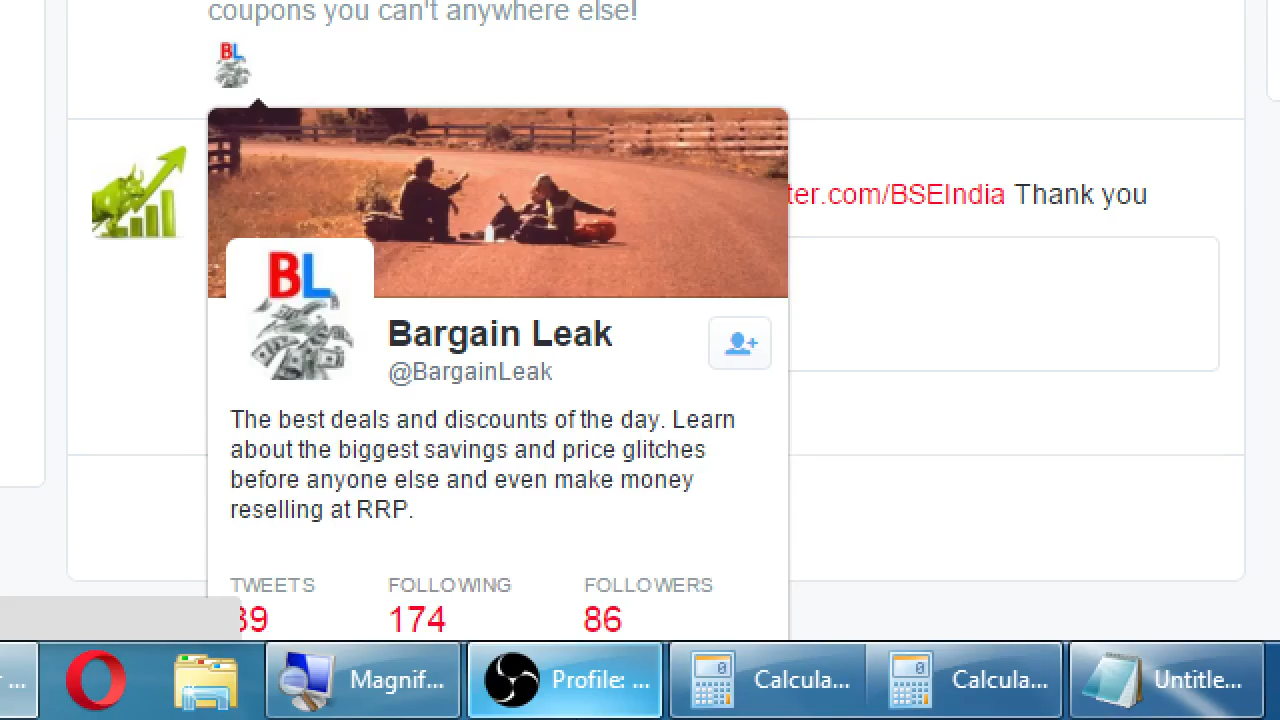 coupons you can't anywhere else!
BL
ter.com/BSEIndia Thank you
BL
Bargain Leak
@BargainLeak
The best deals and discounts of the day. Learn
about the biggest savings and price glitches
before anyone else and even make money
reselling at RRP.
TWEETS FOLLOWING FOLLOWERS
39 174 86
... Magnif... Profile: ... Calcula... Calcula... Untitle...